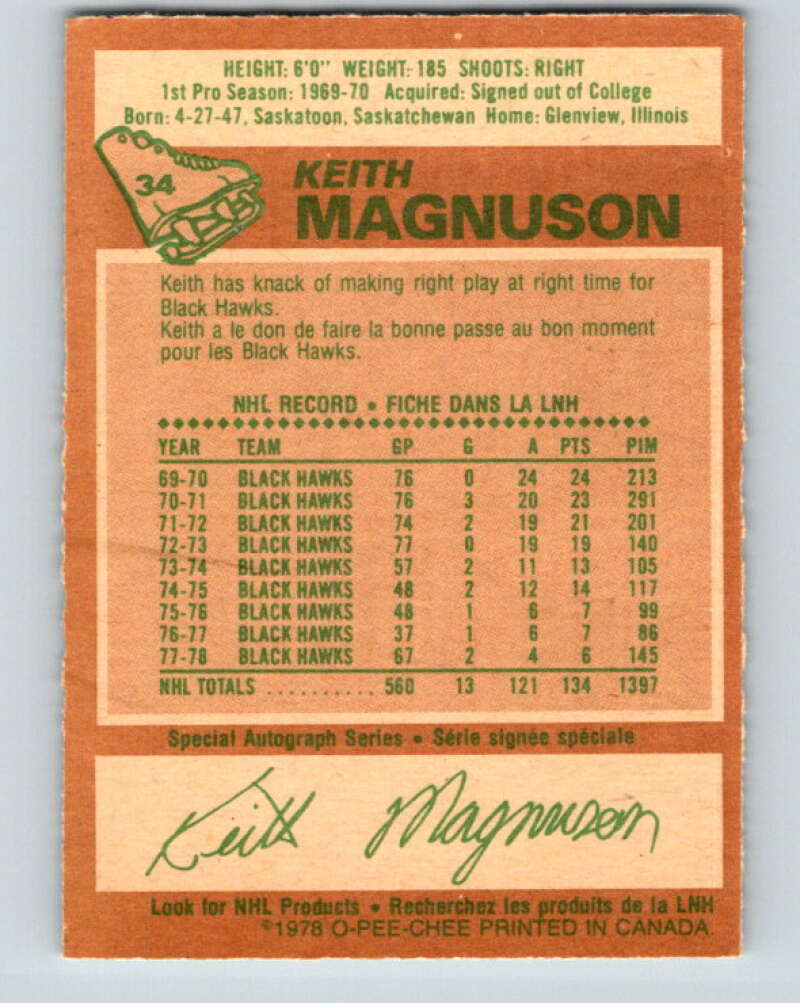 HEIGHT: 6'0" WEIGHT: 185 SHOOTS: RIGHT
1st Pro Season: 1969-70 Acquired: Signed out of College
Born: 4-27-47, Saskatoon, Saskatchewan Home: Glenview, Illinois
34
KEITH
MAGNUSON
Keith has knack of making right play at right time for
Black Hawks.
Keith a le don de faire la bonne passe au bon moment
pour les Black Hawks.
NHL RECORD • FICHE DANS LA LNH
YEAR TEAM GP G A PTS PIM
69-70 BLACK HAWKS 76 0 24 24 213
70-71 BLACK HAWKS 76 3 20 23 291
71-72 BLACK HAWKS 74 2 19 21 201
72-73 BLACK HAWKS 77 0 19 19 140
73-74 BLACK HAWKS 57 2 11 13 105
74-75 BLACK HAWKS 48 2 12 14 117
75-76 BLACK HAWKS 48 1 6 7 99
76-77 BLACK HAWKS 37 1 6 7 86
77-78 BLACK HAWKS 67 2 4 6 145
NHL TOTALS .......... 560 13 121 134 1397
Special Autograph Series • Série signée spéciale
Keith Magnuson
Look for NHL Products • Recherchez les produits de la LNH
©1978 O-PEE-CHEE PRINTED IN CANADA.